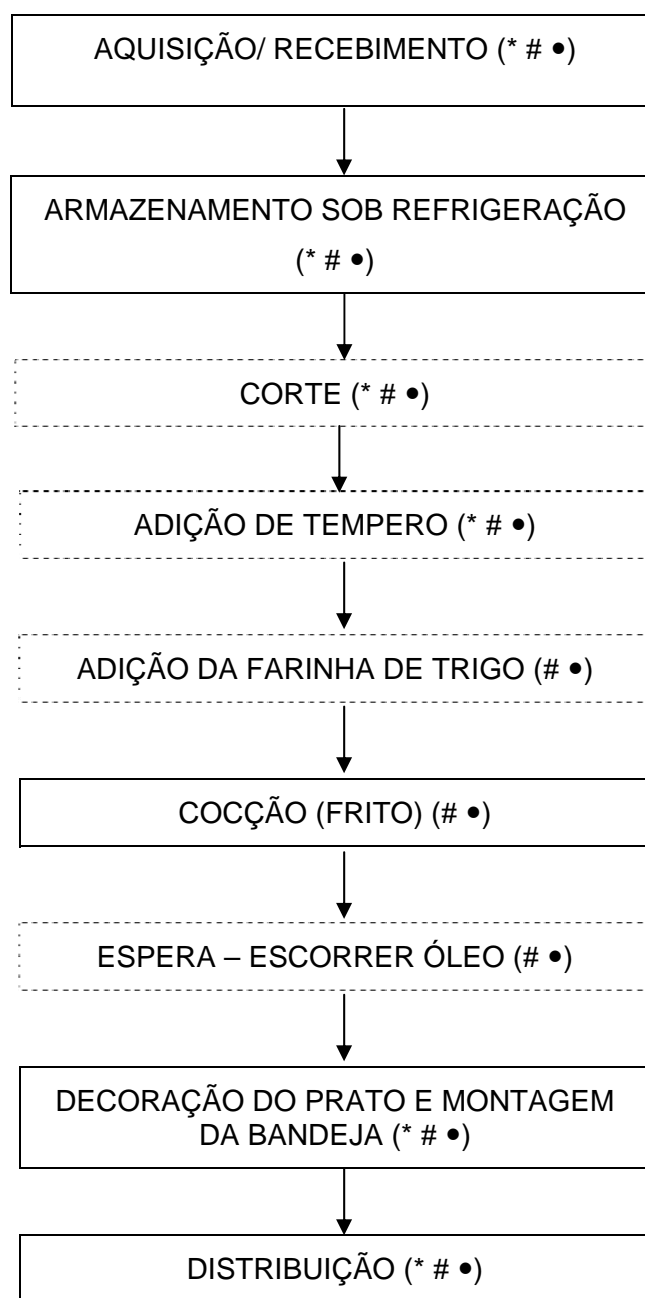 AQUISIÇÃO/ RECEBIMENTO (* # ●)
ARMAZENAMENTO SOB REFRIGERAÇÃO
(* # ●)
CORTE (* # ●)
ADIÇÃO DE TEMPERO (* # ●)
ADIÇÃO DA FARINHA DE TRIGO (# ●)
COCÇÃO (FRITO) (# ●)
ESPERA – ESCORRER ÓLEO (# ●)
DECORAÇÃO DO PRATO E MONTAGEM
DA BANDEJA (* # ●)
DISTRIBUIÇÃO (* # ●)